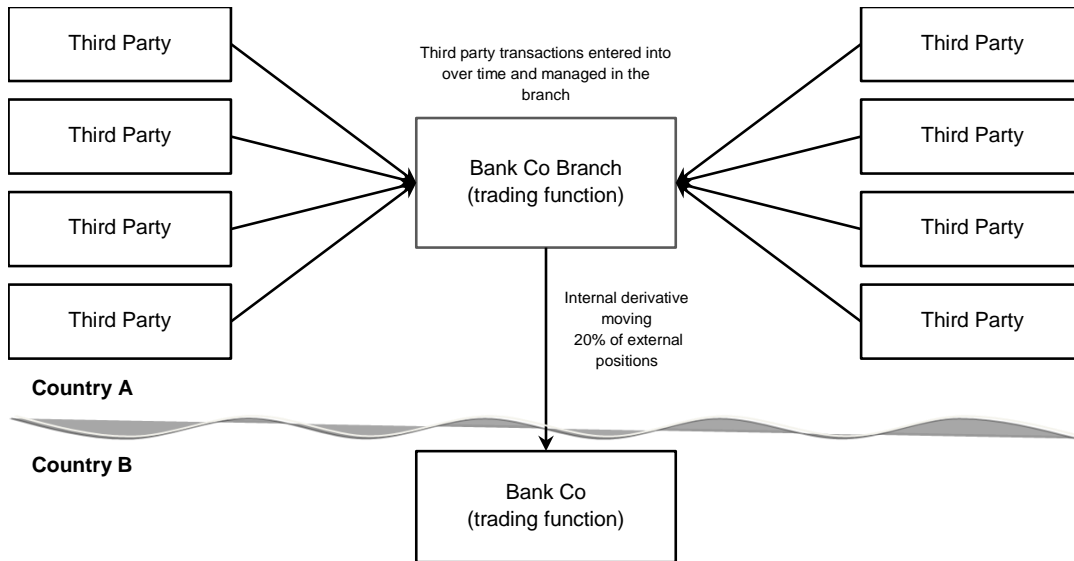 Third Party
Third Party
Third Party
Third Party
Third party transactions entered into
over time and managed in the
branch
Bank Co Branch
(trading function)
Third Party
Third Party
Third Party
Third Party
Internal derivative
moving
20% of external
positions
Country A
Country B
Bank Co
(trading function)